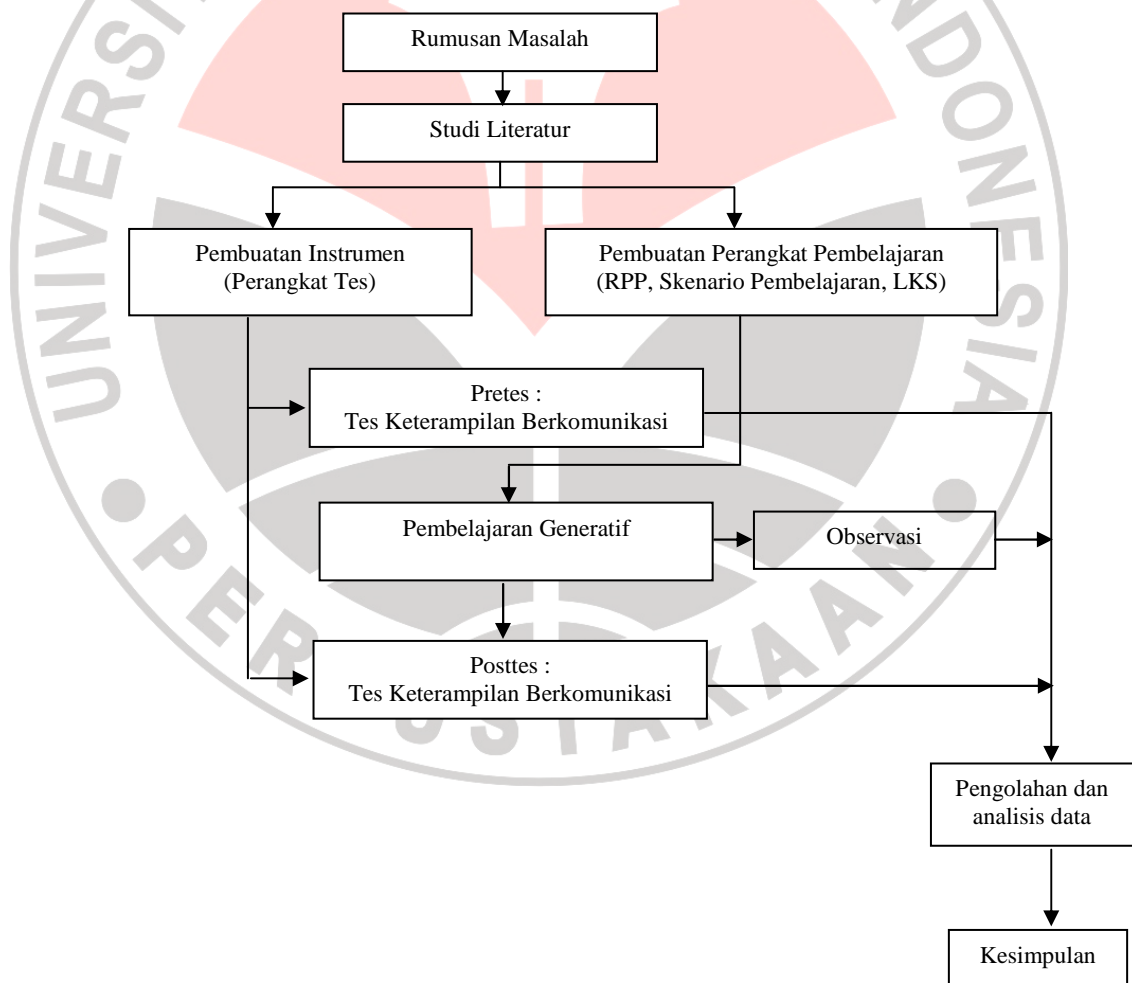 Rumusan Masalah
Studi Literatur
Pembuatan Instrumen
(Perangkat Tes)
Pembuatan Perangkat Pembelajaran
(RPP, Skenario Pembelajaran, LKS)
Pretes :
Tes Keterampilan Berkomunikasi
Pembelajaran Generatif
Observasi
Posttes :
Tes Keterampilan Berkomunikasi
Pengolahan dan
analisis data
Kesimpulan
NDONESIA